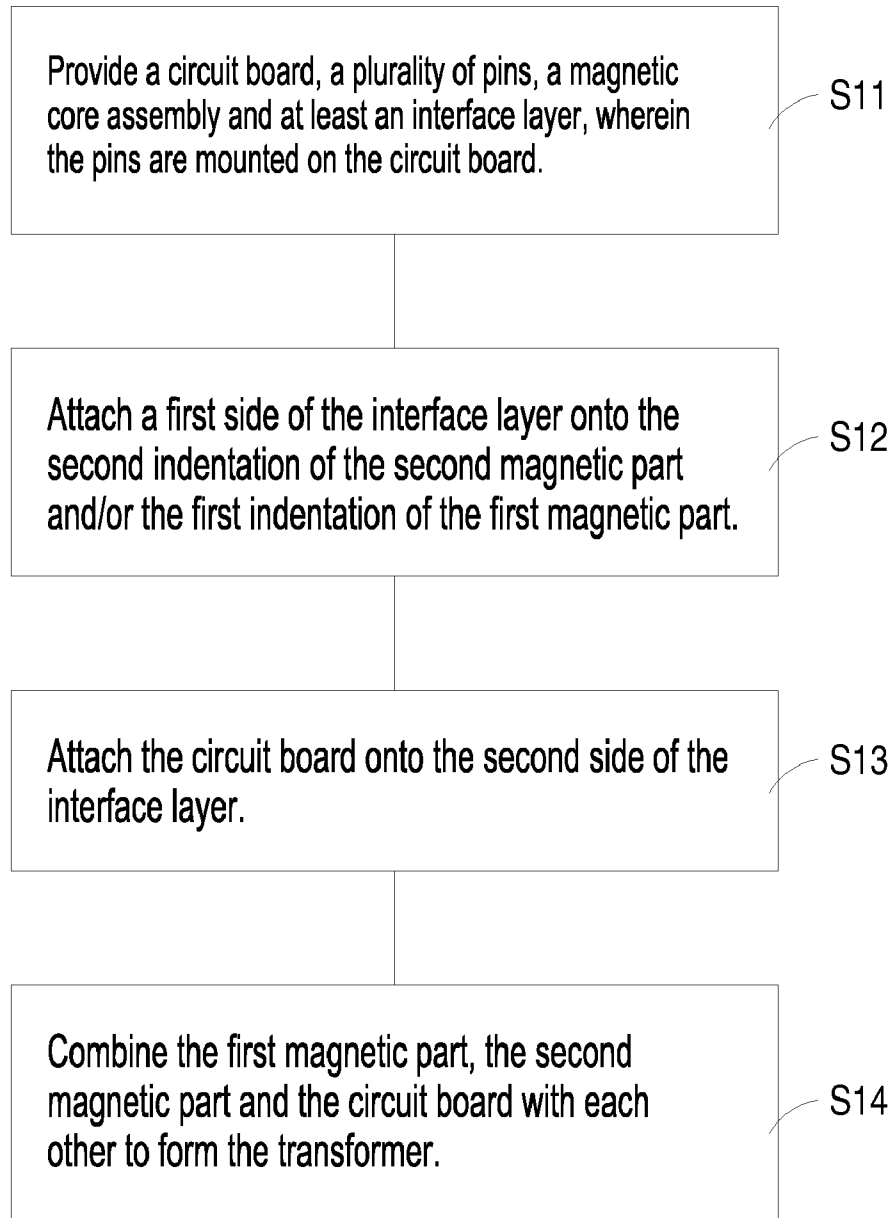 Provide a circuit board, a plurality of pins, a magnetic
core assembly and at least an interface layer, wherein
the pins are mounted on the circuit board.
S11
Attach a first side of the interface layer onto the
second indentation of the second magnetic part
and/or the first indentation of the first magnetic part.
S12
Attach the circuit board onto the second side of the
interface layer.
S13
Combine the first magnetic part, the second
magnetic part and the circuit board with each
other to form the transformer.
S14